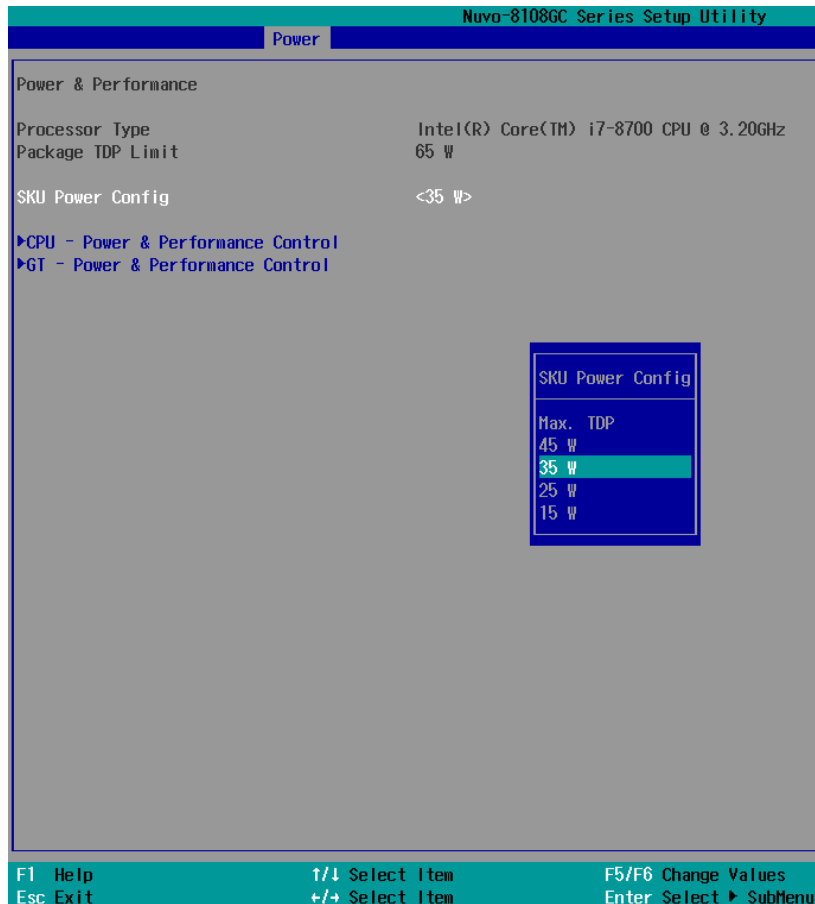 Nuvo-8108GC Series Setup Utility
Power
Power & Performance
Processor Type Intel(R) Core(TM) i7-8700 CPU @ 3.20GHz
Package TDP Limit 65 W
SKU Power Config <35 W>
▶CPU - Power & Performance Control
▶GT - Power & Performance Control
SKU Power Config
Max. TDP
45 W
35 W
25 W
15 W
F1 Help ↑/↓ Select Item F5/F6 Change Values
Esc Exit ←/→ Select Item Enter Select ▶ SubMenu